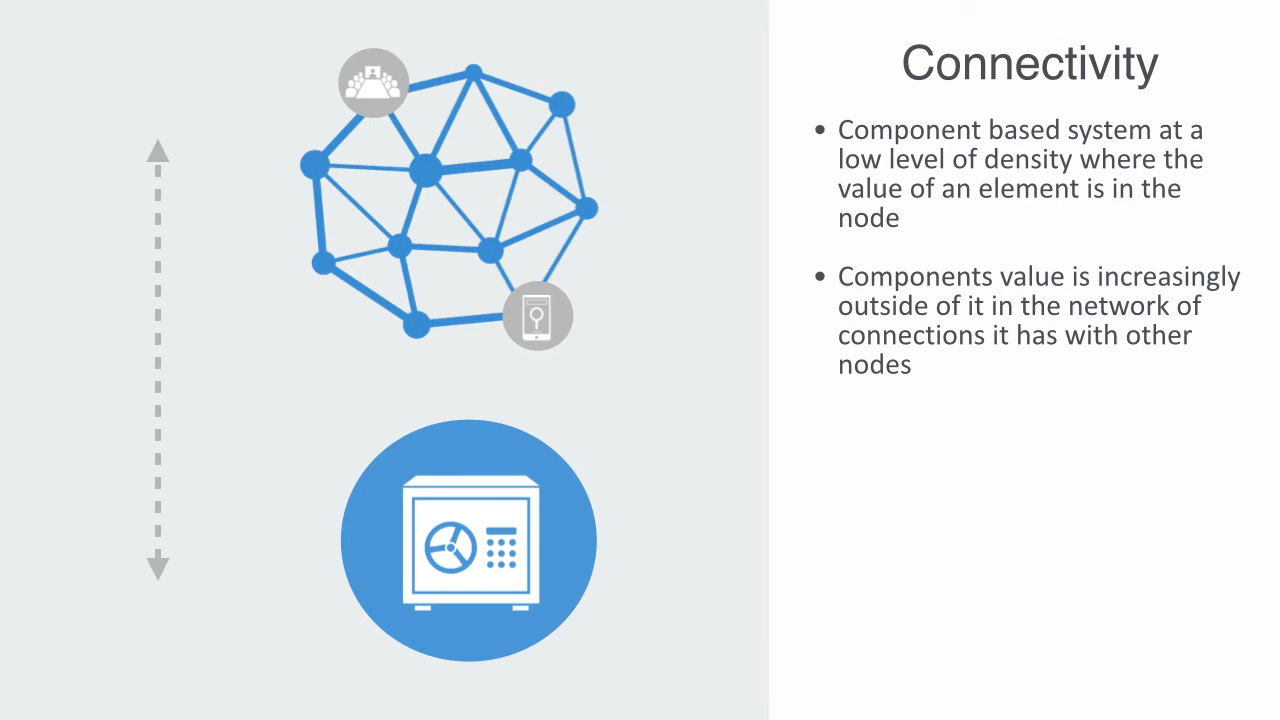 Connectivity
• Component based system at a
low level of density where the
value of an element is in the
node
• Components value is increasingly
outside of it in the network of
connections it has with other
nodes